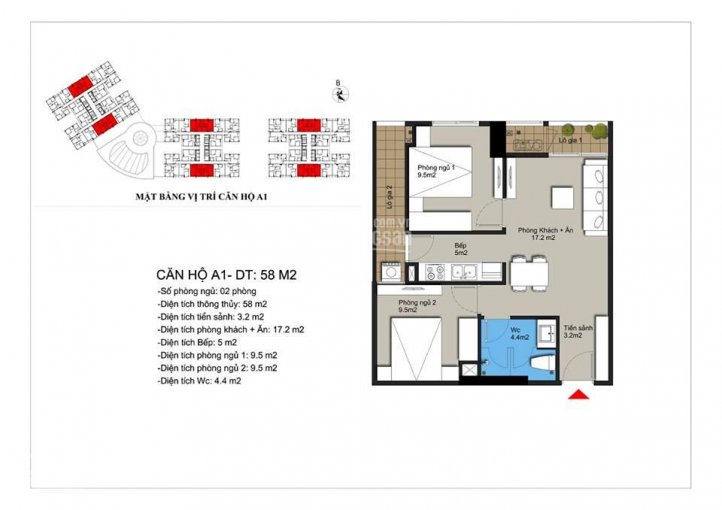 B
MẶT BẰNG VỊ TRÍ CĂN HỘ A1
CĂN HỘ A1- DT: 58 M2
-Số phòng ngủ: 02 phòng
-Diện tích thông thủy: 58 m2
-Diện tích tiền sảnh: 3.2 m2
-Diện tích phòng khách + Ăn: 17.2 m2
-Diện tích Bếp: 5 m2
-Diện tích phòng ngủ 1: 9.5 m2
-Diện tích phòng ngủ 2: 9.5 m2
-Diện tích Wc: 4.4 m2
Lô gia 1
Phòng ngủ 1
9.5m2
Lô gia 2
Phòng Khách + Ăn
17.2 m2
Bếp
5m2
Phòng ngủ 2
9.5m2
Wc
4.4m2
Tiền sảnh
3.2m2